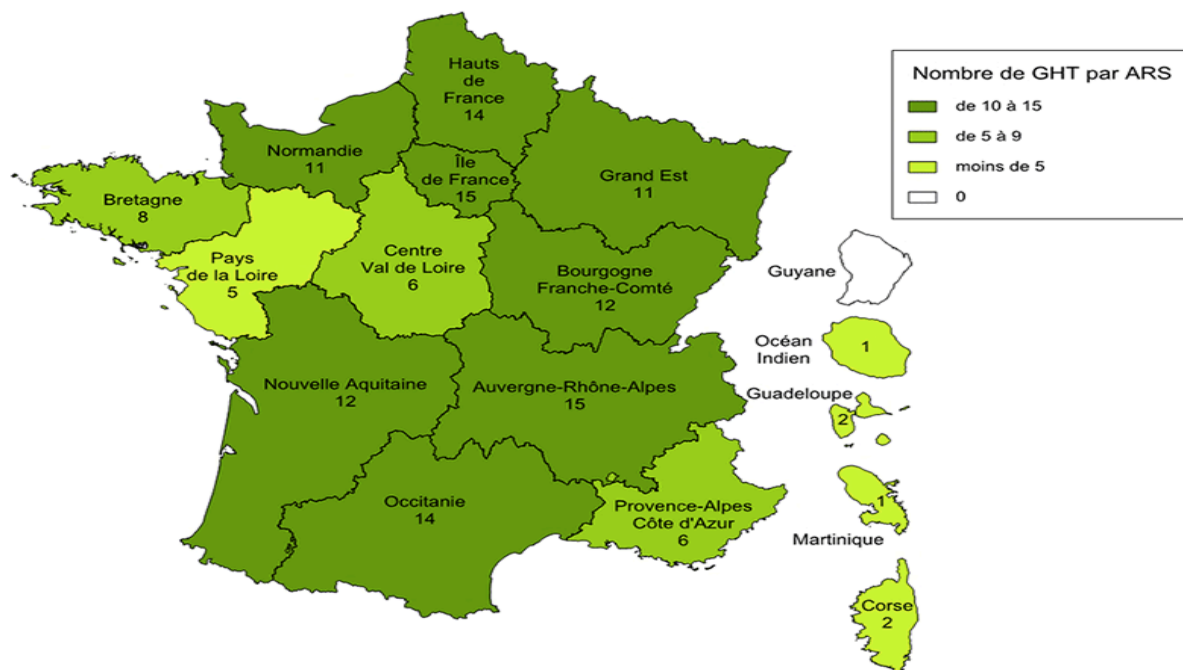 Hauts
de
France
14
Nombre de GHT par ARS
de 10 à 15
de 5 à 9
moins de 5
0
Normandie
11
Île
de France
15
Grand Est
11
Bretagne
8
Pays
de la Loire
5
Centre
Val de Loire
6
Bourgogne
Franche-Comté
12
Guyane
Océan
Indien
1
Nouvelle Aquitaine
12
Auvergne-Rhône-Alpes
15
Guadeloupe
2
Occitanie
14
Provence-Alpes
Côte d'Azur
6
1
Martinique
Corse
2